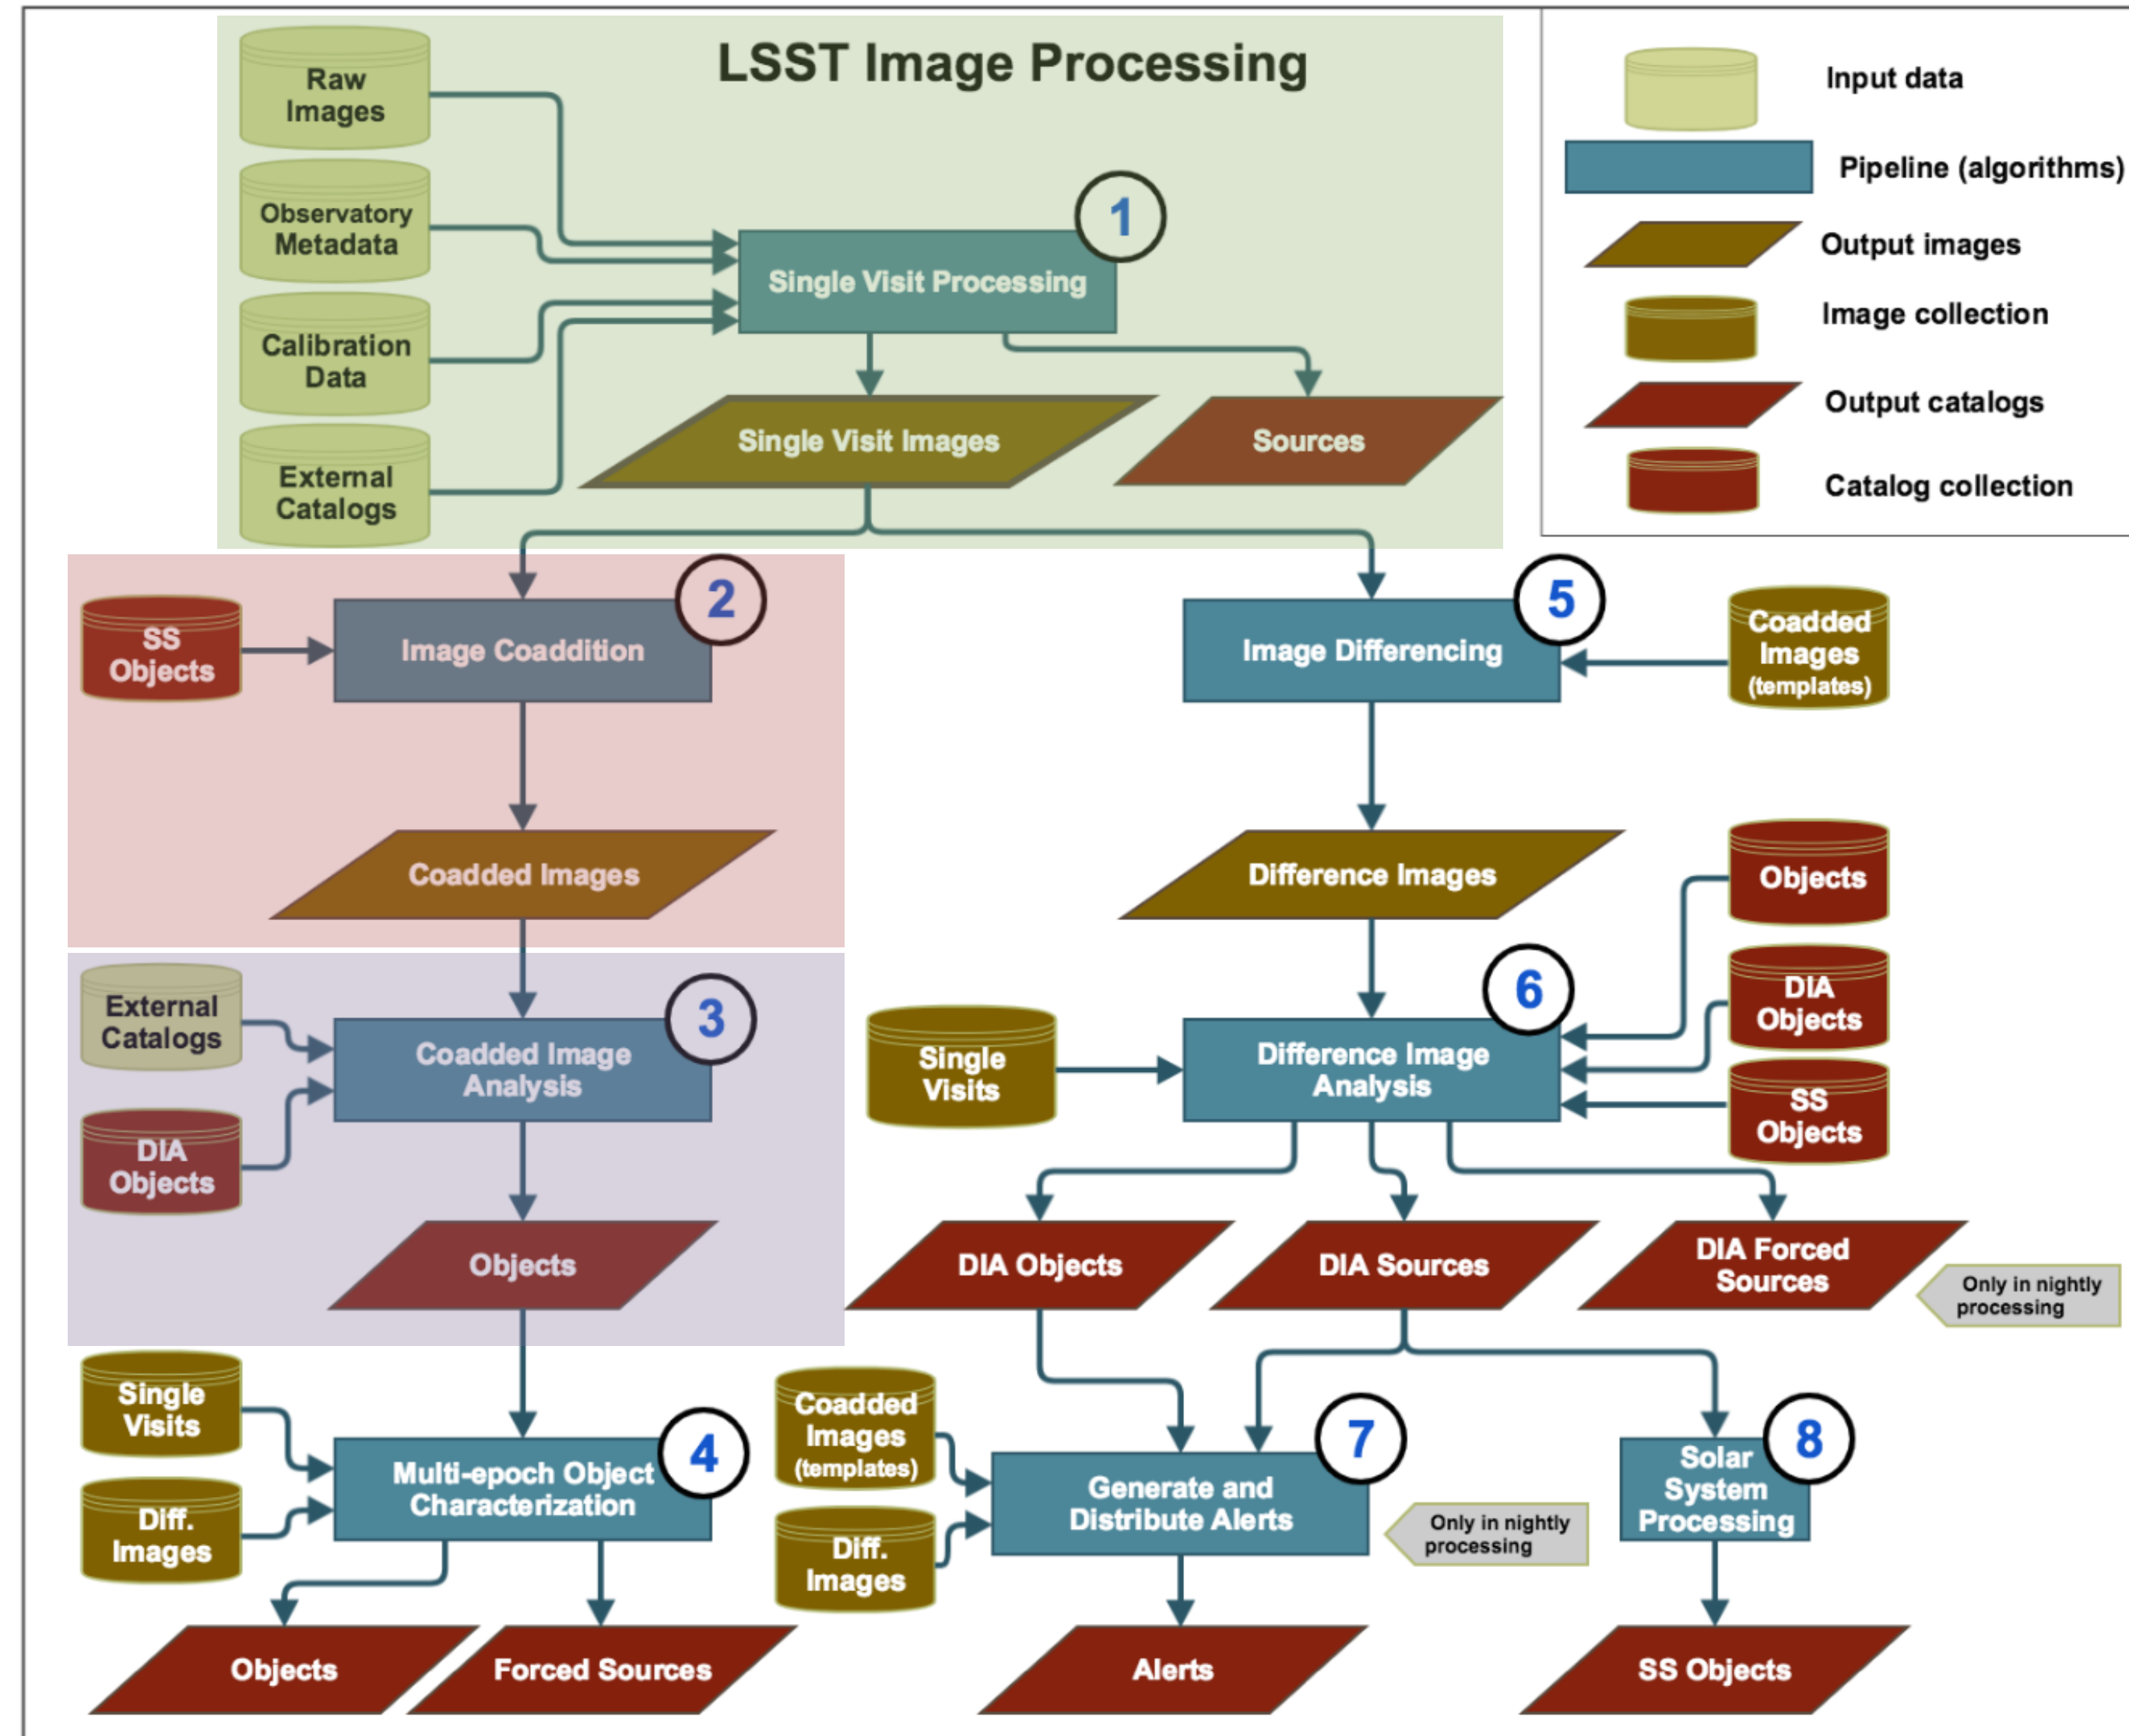 LSST Image Processing
Raw
Images
Observatory
Metadata
Calibration
Data
External
Catalogs
1
Single Visit Processing
Single Visit Images
Sources
Input data
Pipeline (algorithms)
Output images
Image collection
Output catalogs
Catalog collection
SS
Objects
2
Image Coaddition
Coadded Images
External
Catalogs
DIA
Objects
3
Coadded Image
Analysis
Objects
Single
Visits
Diff.
Images
4
Multi-epoch Object
Characterization
Objects
Forced Sources
5
Image Differencing
Coadded
Images
(templates)
Difference Images
Objects
DIA
Objects
SS
Objects
Single
Visits
6
Difference Image
Analysis
DIA Objects
DIA Sources
DIA Forced
Sources
Only in nightly
processing
Coadded
Images
(templates)
Diff.
Images
7
Generate and
Distribute Alerts
Only in nightly
processing
8
Solar
System
Processing
Alerts
SS Objects